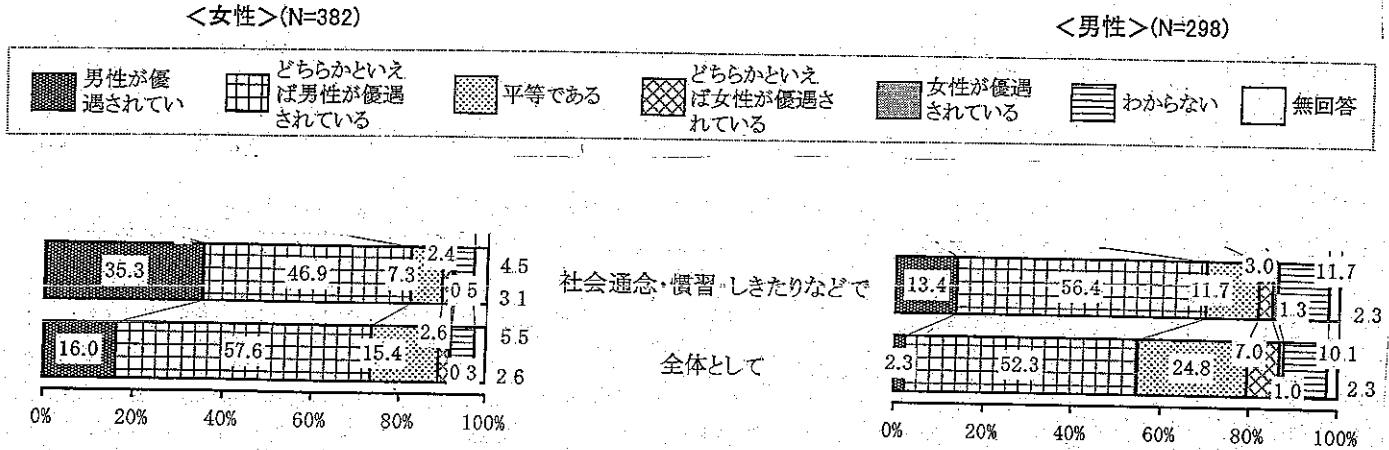 <女性>(N=382)
<男性>(N=298)
男性が優
遇されてい
どちらかといえ
ば男性が優遇
されている
平等である
どちらかといえ
ば女性が優遇さ
れている
女性が優遇
されている
わからない
無回答
35.3
46.9
7.3
2.4
0 5
4.5
3.1
社会通念・慣習・しきたりなどで
13.4
56.4
11.7
3.0
1.3
11.7
2.3
16.0
57.6
15.4
2.6
0 3
5.5
2.6
全体として
2.3
52.3
24.8
7.0
1.0
10.1
2.3
0%
20%
40%
60%
80%
100%
0%
20%
40%
60%
80%
100%